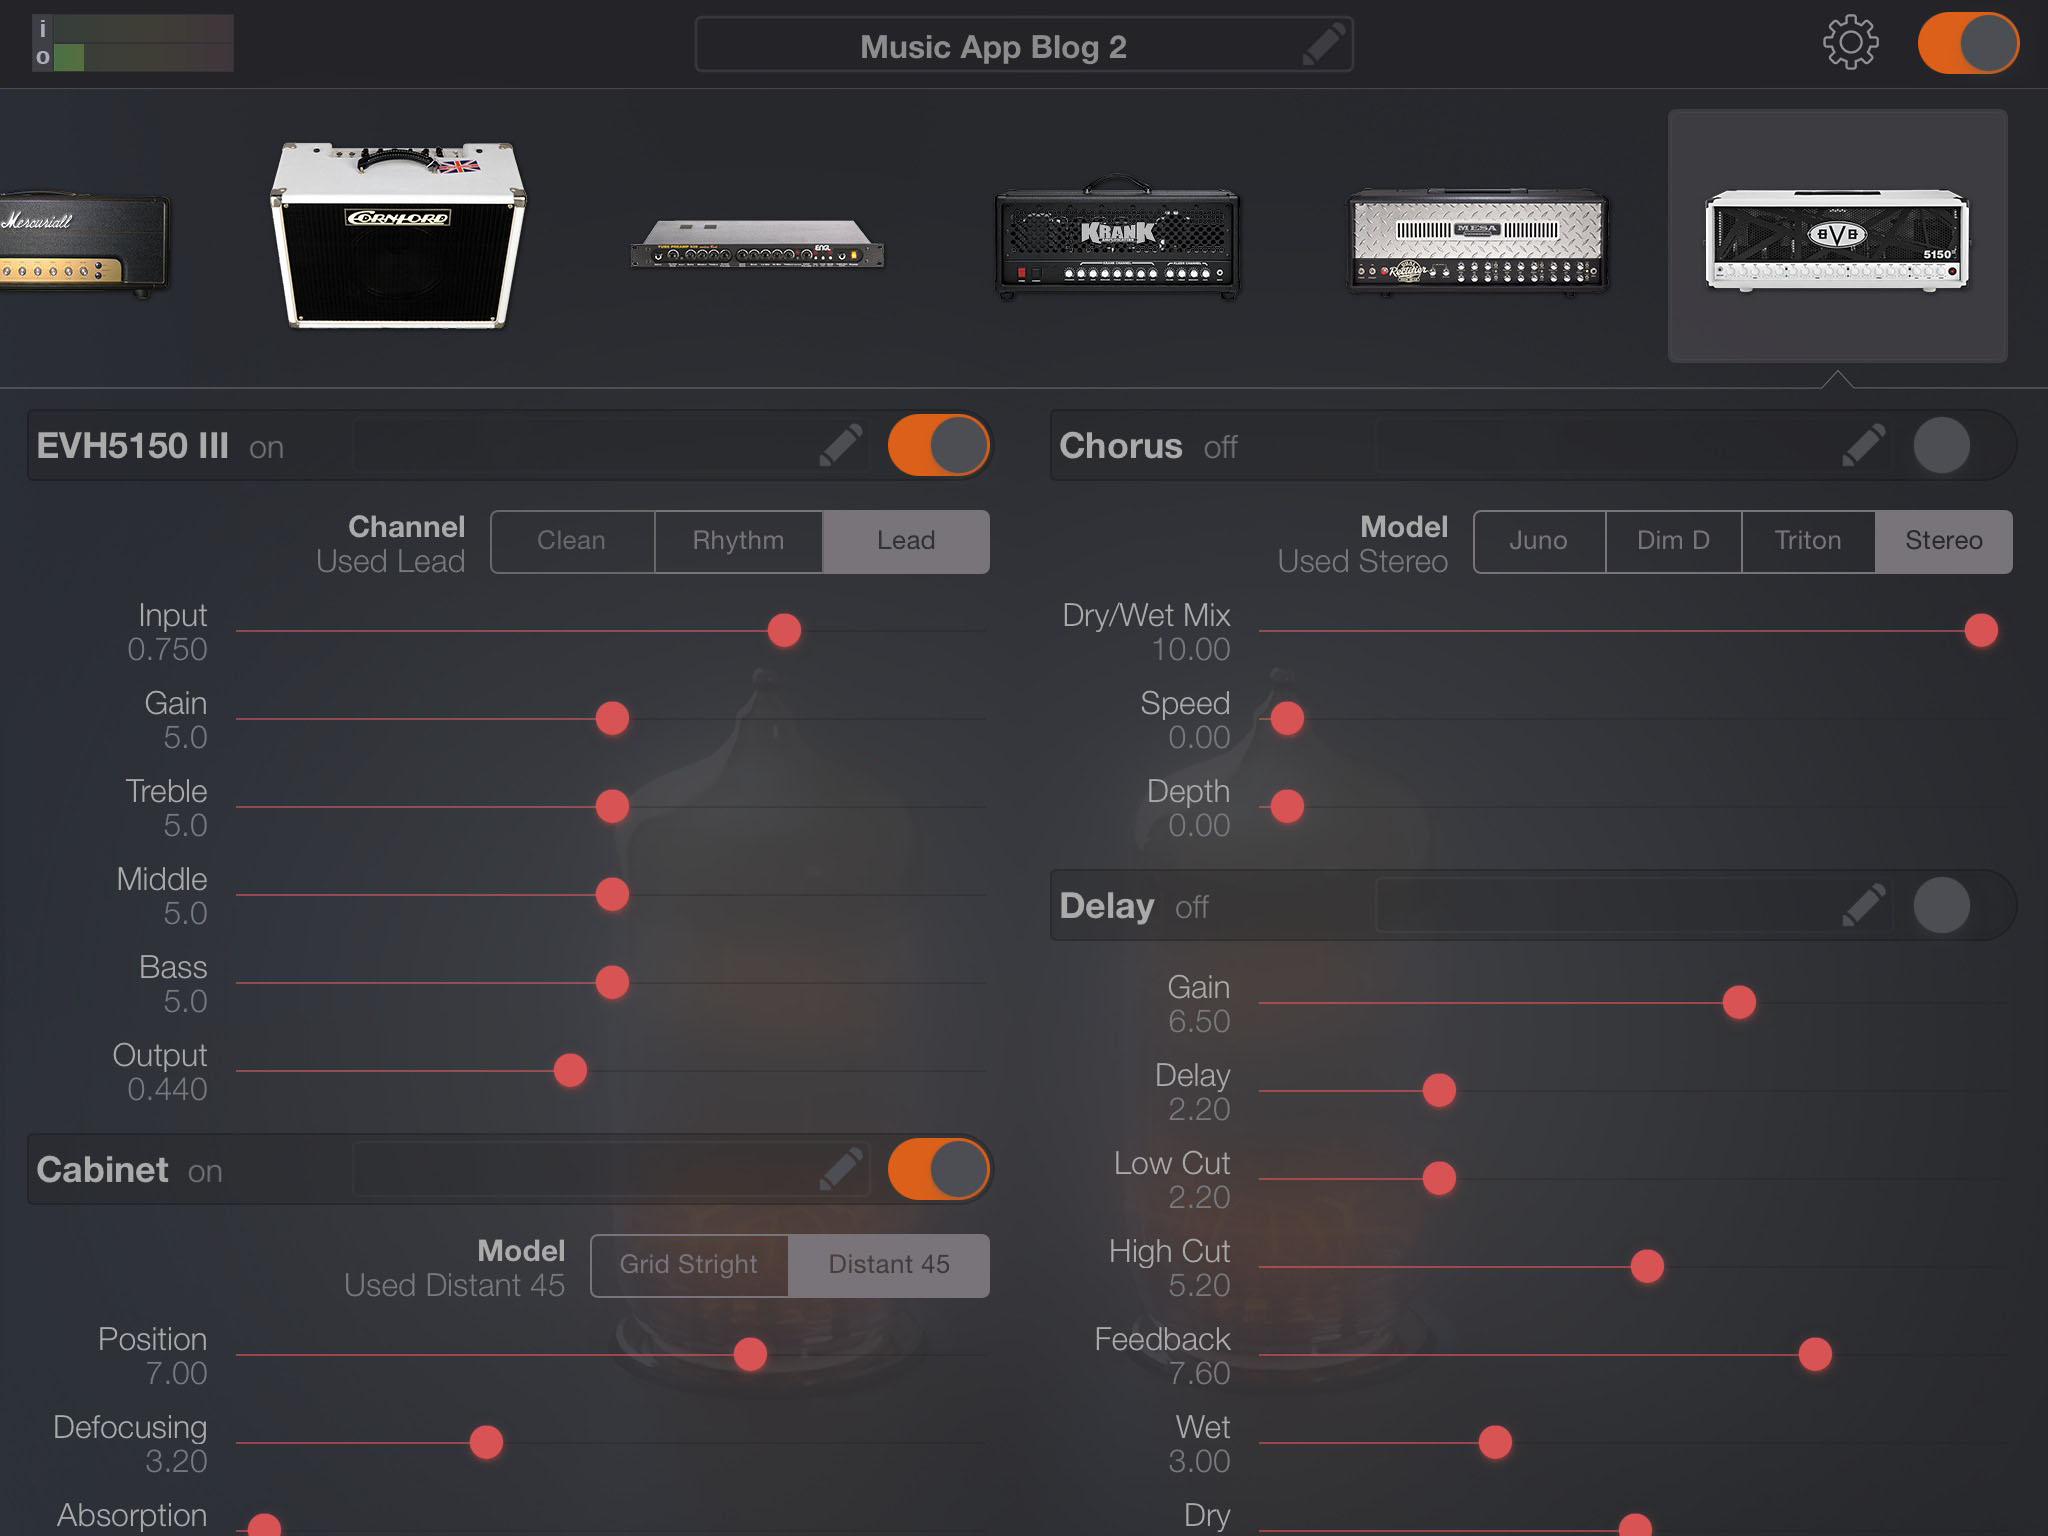 i
o
Music App Blog 2
Mercuriall
CORNFORD
ENGL
KRANK
MESA
Rectifier
EVH
5150
EVH5150 III on
Channel
Used Lead
Clean
Rhythm
Lead
Input
0.750
Gain
5.0
Treble
5.0
Middle
5.0
Bass
5.0
Output
0.440
Cabinet on
Model
Used Distant 45
Grid Stright
Distant 45
Position
7.00
Defocusing
3.20
Absorption
Chorus off
Model
Used Stereo
Juno
Dim D
Triton
Stereo
Dry/Wet Mix
10.00
Speed
0.00
Depth
0.00
Delay off
Gain
6.50
Delay
2.20
Low Cut
2.20
High Cut
5.20
Feedback
7.60
Wet
3.00
Dry